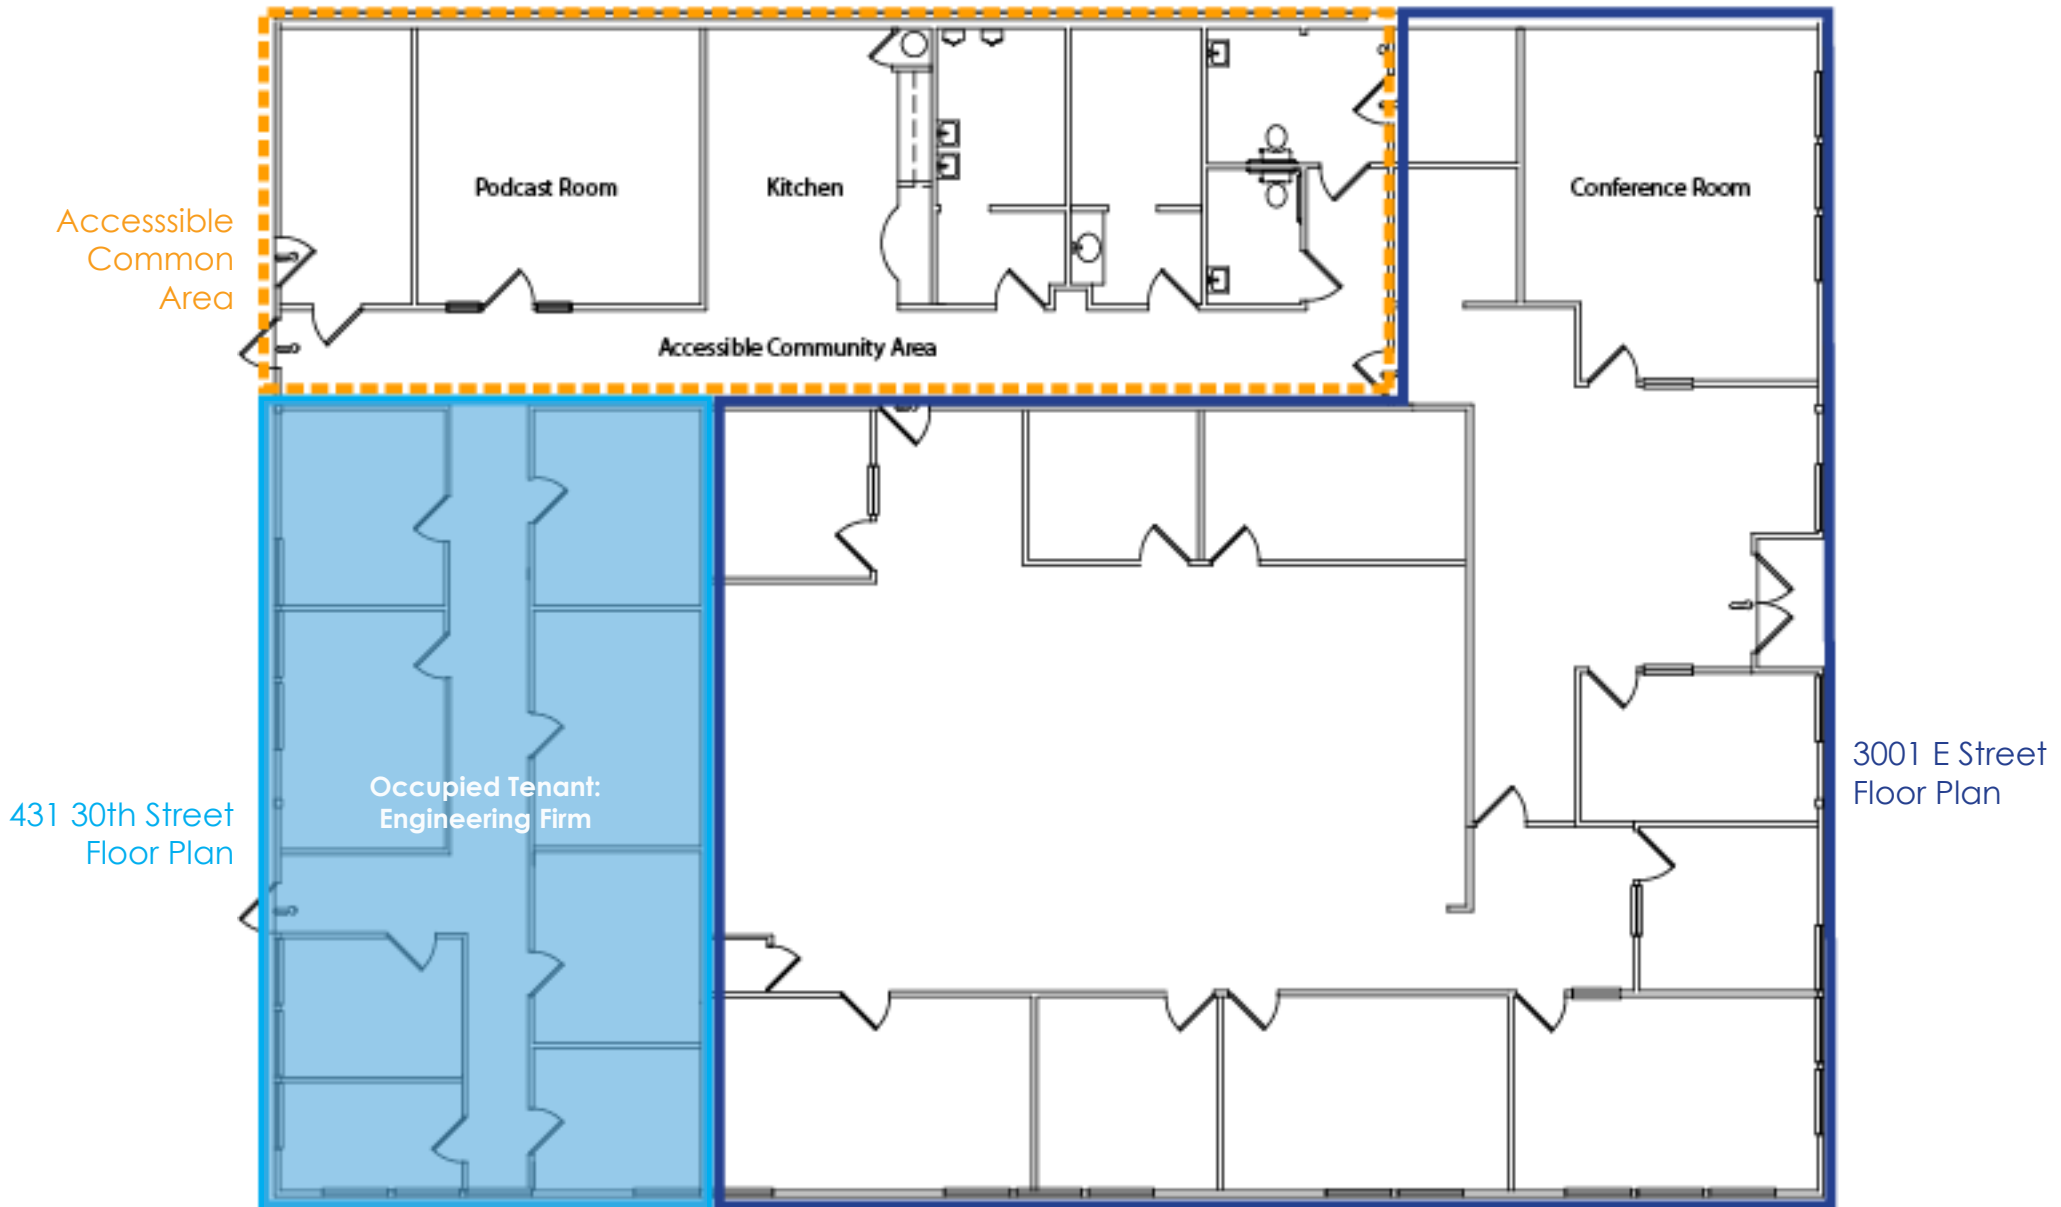 Podcast Room
Kitchen
Conference Room
Accesssible
Common
Area
Accessible Community Area
Occupied Tenant:
Engineering Firm
431 30th Street
Floor Plan
3001 E Street
Floor Plan